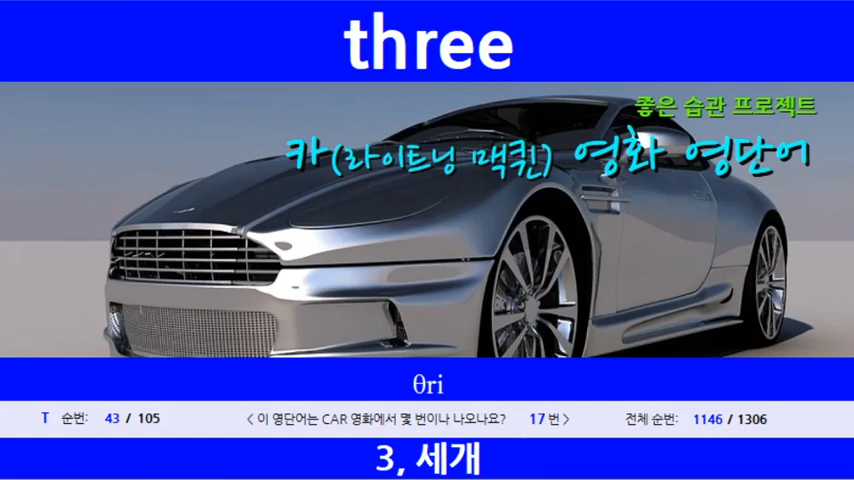 three
좋은 습관 프로젝트
카(라이트닝 맥퀸) 영화 영단어
θri
T 순번: 43 / 105 < 이 영단어는 CAR 영화에서 몇 번이나 나오나요? 17 번 > 전체 순번: 1146 / 1306
3, 세개